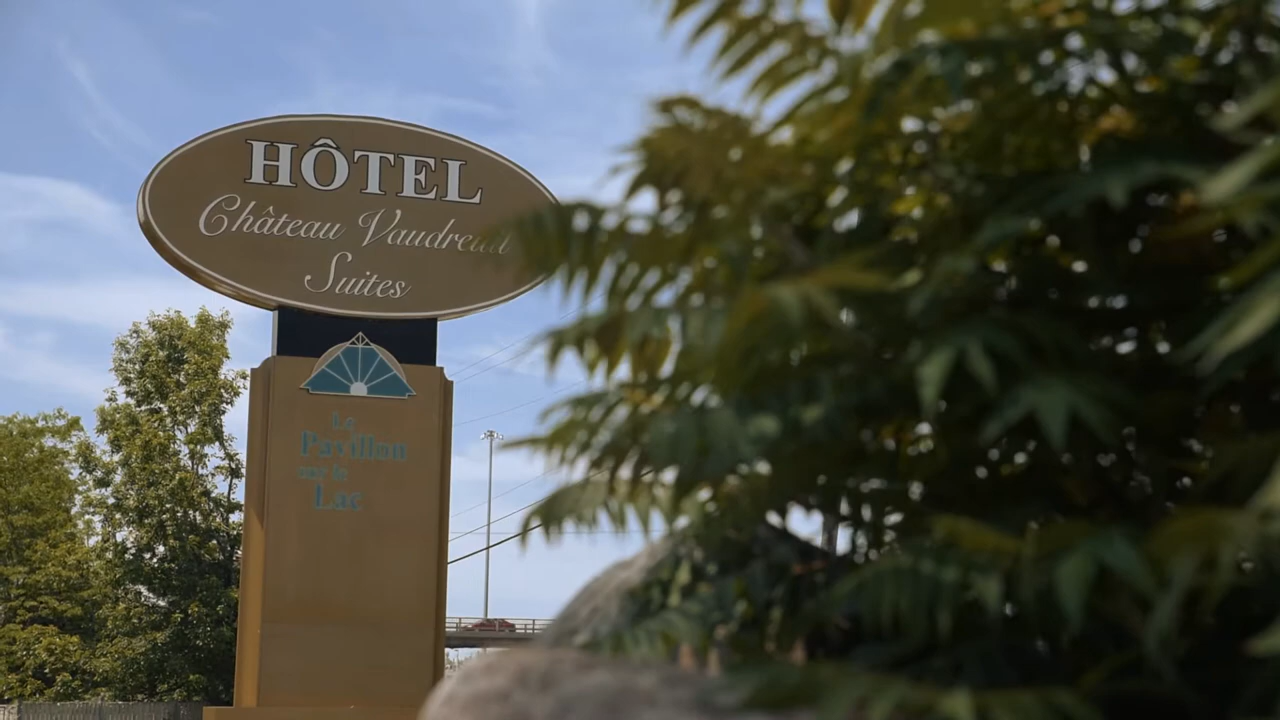 HÔTEL
Château Vaudreuil
Suites
Le
Pavillon
sur le
Lac